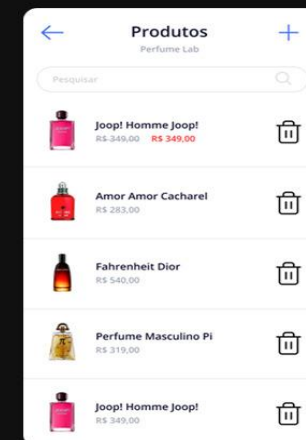 Produtos
Perfume Lab
Pesquisar
Joop! Homme Joop!
R$ 349,00 R$ 349,00
Amor Amor Cacharel
R$ 283,00
Fahrenheit Dior
R$ 540,00
Perfume Masculino Pi
R$ 319,00
Joop! Homme Joop!
R$ 349,00